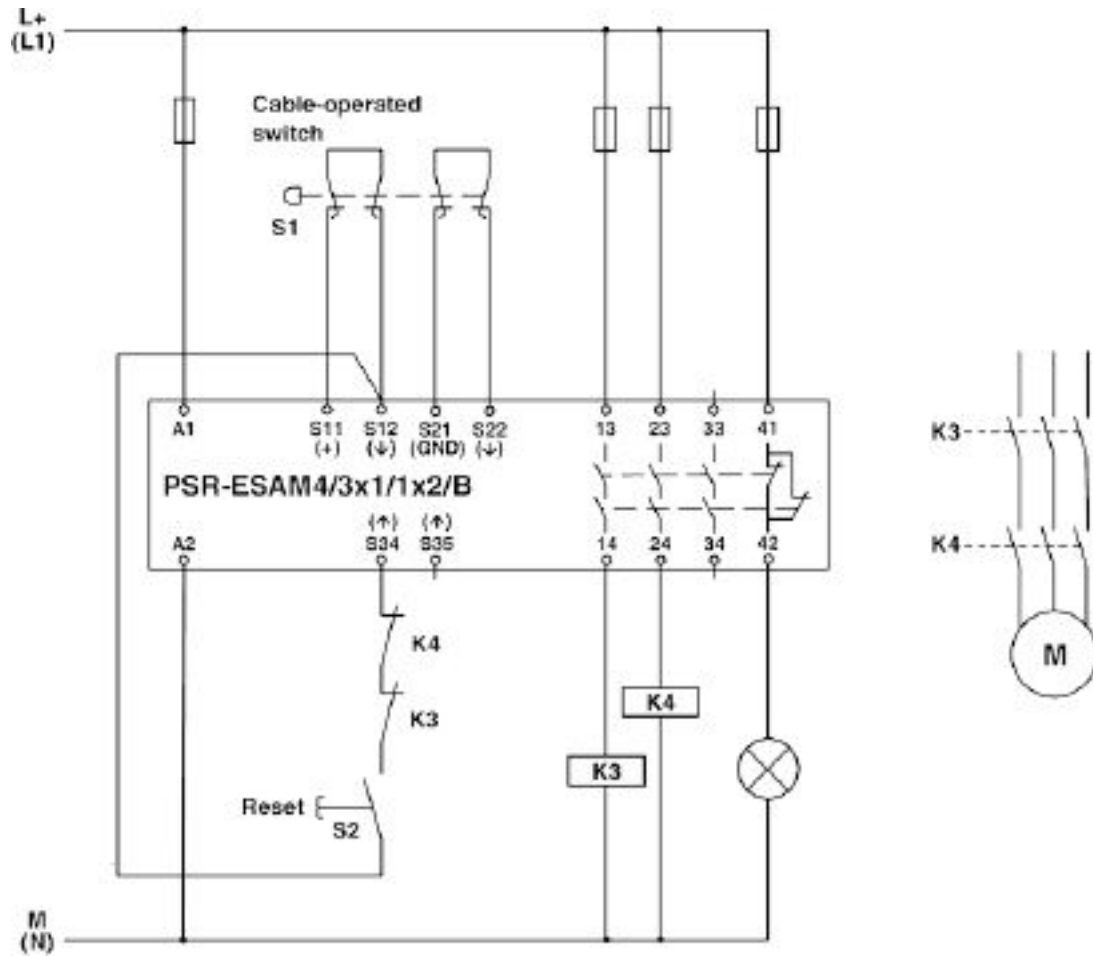 L+
(L1)
Cable-operated
switch
S1
A1 S11 S12 S21 S22 13 23 33 41
(+) (↓) (GND) (↓)
PSR-ESAM4/3x1/1x2/B
(↑) (↑)
A2 S34 S35 14 24 34 42
K3
K4
M
K4
K3
K4
K3
Reset
S2
M
(N)